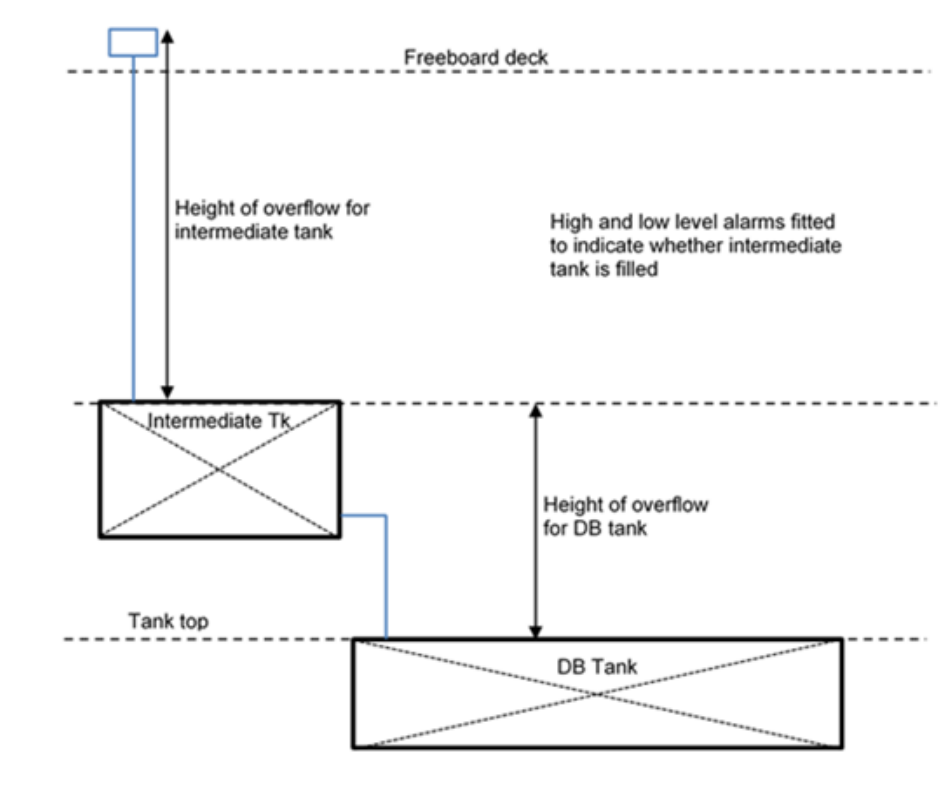 Freeboard deck
Height of overflow for
intermediate tank
High and low level alarms fitted
to indicate whether intermediate
tank is filled
Intermediate Tk
Height of overflow
for DB tank
Tank top
DB Tank